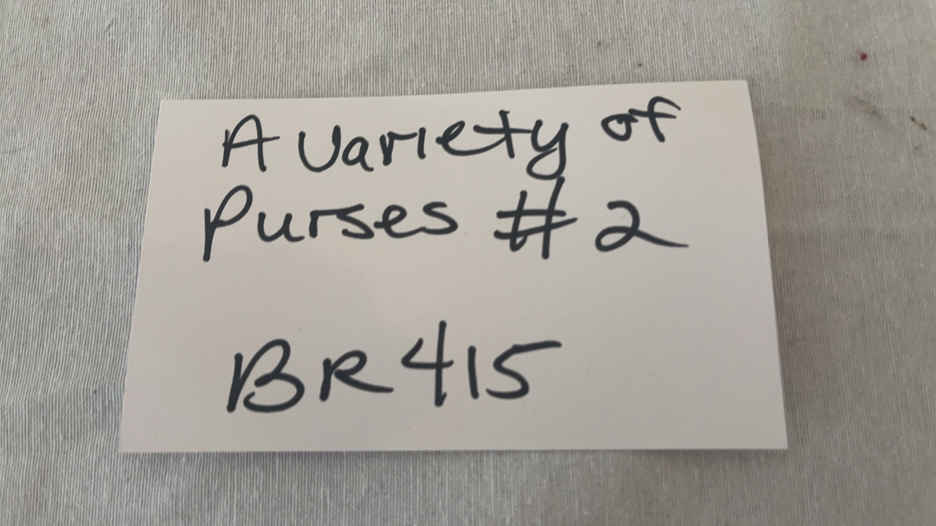 A Variety of
Purses #2
BR415